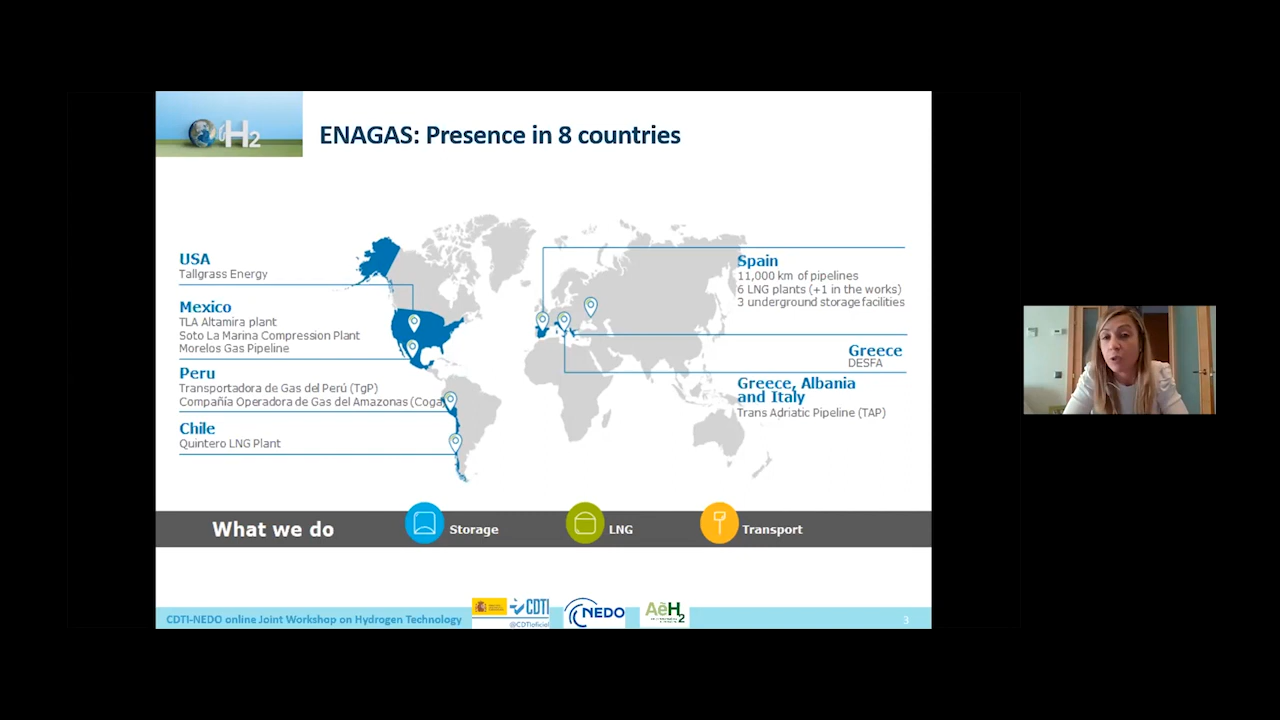 H2
ENAGAS: Presence in 8 countries
USA
Tallgrass Energy
Mexico
TLA Altamira plant
Soto La Marina Compression Plant
Morelos Gas Pipeline
Peru
Transportadora de Gas del Perú (TgP)
Compañía Operadora de Gas del Amazonas (Coga
Chile
Quintero LNG Plant
Spain
11,000 km of pipelines
6 LNG plants (+1 in the works)
3 underground storage facilities
Greece
DESFA
Greece, Albania
and Italy
Trans Adriatic Pipeline (TAP)
What we do
Storage
LNG
Transport
CDTI-NEDO online Joint Workshop on Hydrogen Technology
CDTI
@CDTIoficial
NEDO
AeH2
3